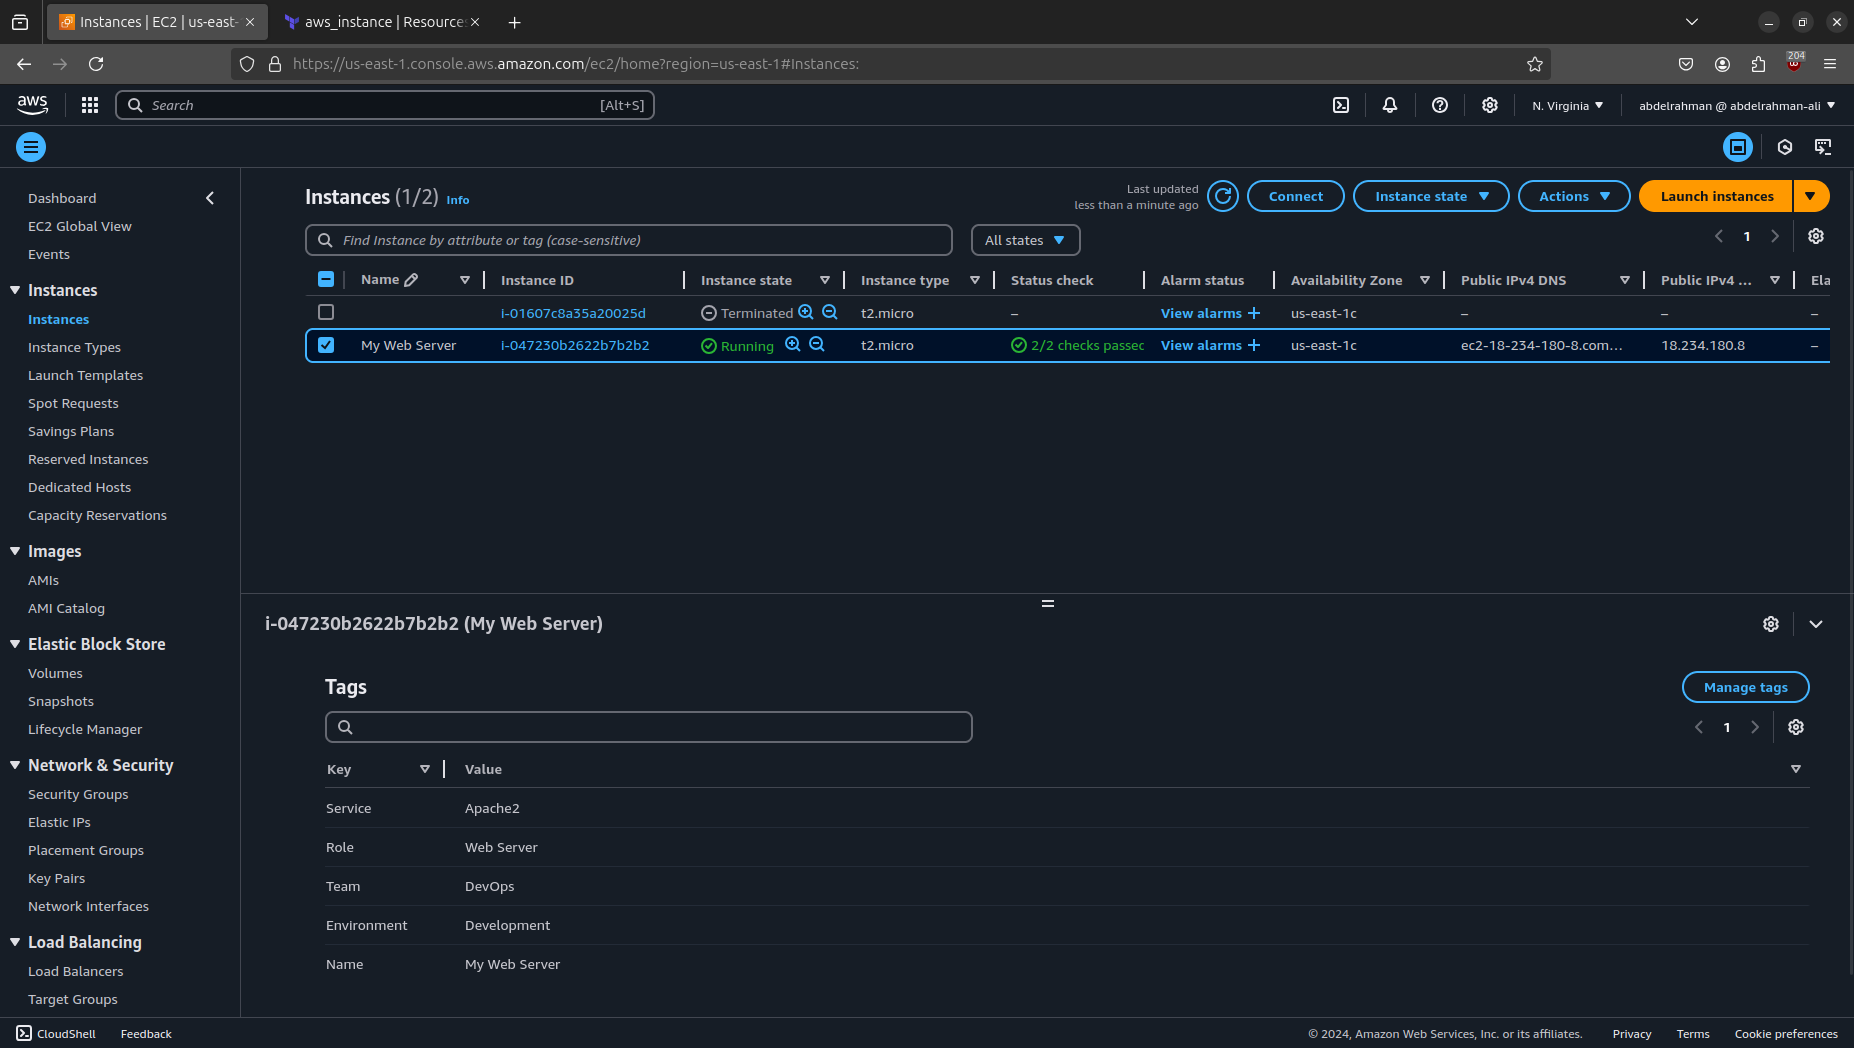 Instances | EC2 | us-east-
aws_instance | Resources
https://us-east-1.console.aws.amazon.com/ec2/home?region=us-east-1#Instances:
204
aws
Search
[Alt+S]
N. Virginia
abdelrahman @ abdelrahman-ali
Dashboard
EC2 Global View
Events
Instances
Instances
Instance Types
Launch Templates
Spot Requests
Savings Plans
Reserved Instances
Dedicated Hosts
Capacity Reservations
Images
AMIs
AMI Catalog
Elastic Block Store
Volumes
Snapshots
Lifecycle Manager
Network & Security
Security Groups
Elastic IPs
Placement Groups
Key Pairs
Network Interfaces
Load Balancing
Load Balancers
Target Groups
Instances (1/2) Info
Last updated
less than a minute ago
Connect
Instance state
Actions
Launch instances
Find Instance by attribute or tag (case-sensitive)
All states
1
Name Instance ID Instance state Instance type Status check Alarm status Availability Zone Public IPv4 DNS Public IPv4 ... Ela
i-01607c8a35a20025d Terminated t2.micro – View alarms + us-east-1c – – –
My Web Server i-047230b2622b7b2b2 Running t2.micro 2/2 checks passed View alarms + us-east-1c ec2-18-234-180-8.com... 18.234.180.8 –
i-047230b2622b7b2b2 (My Web Server)
Tags
Manage tags
1
Key Value
Service Apache2
Role Web Server
Team DevOps
Environment Development
Name My Web Server
CloudShell Feedback
© 2024, Amazon Web Services, Inc. or its affiliates. Privacy Terms Cookie preferences